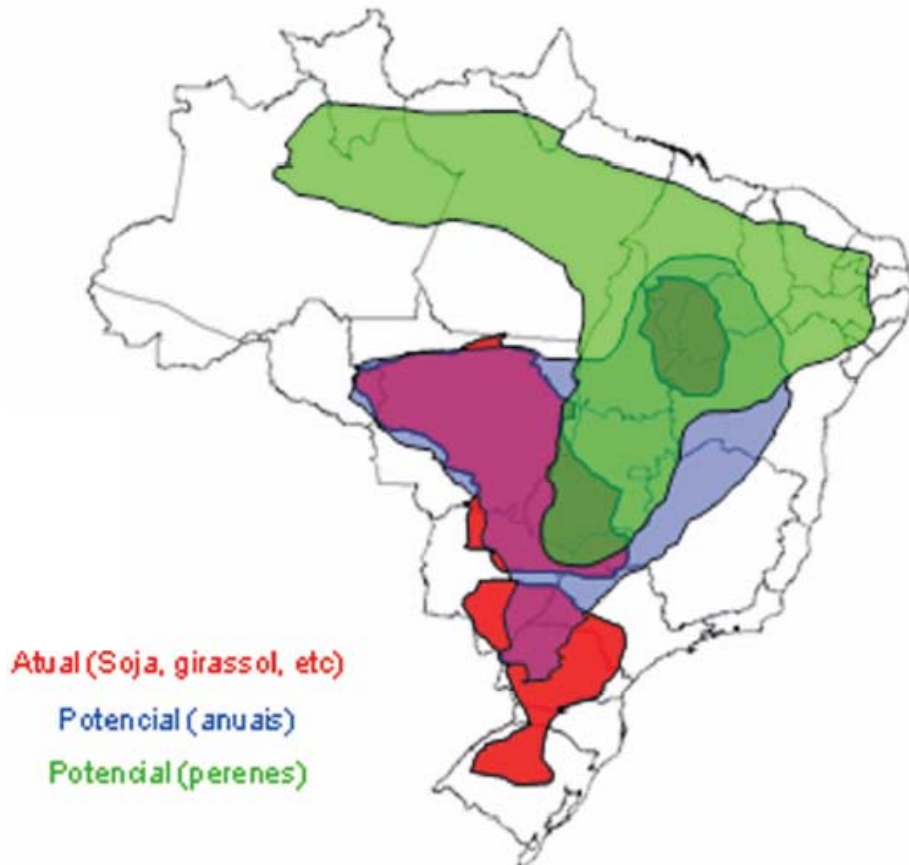 Atual (Soja, girassol, etc)
Potencial (anuais)
Potencial (perenes)